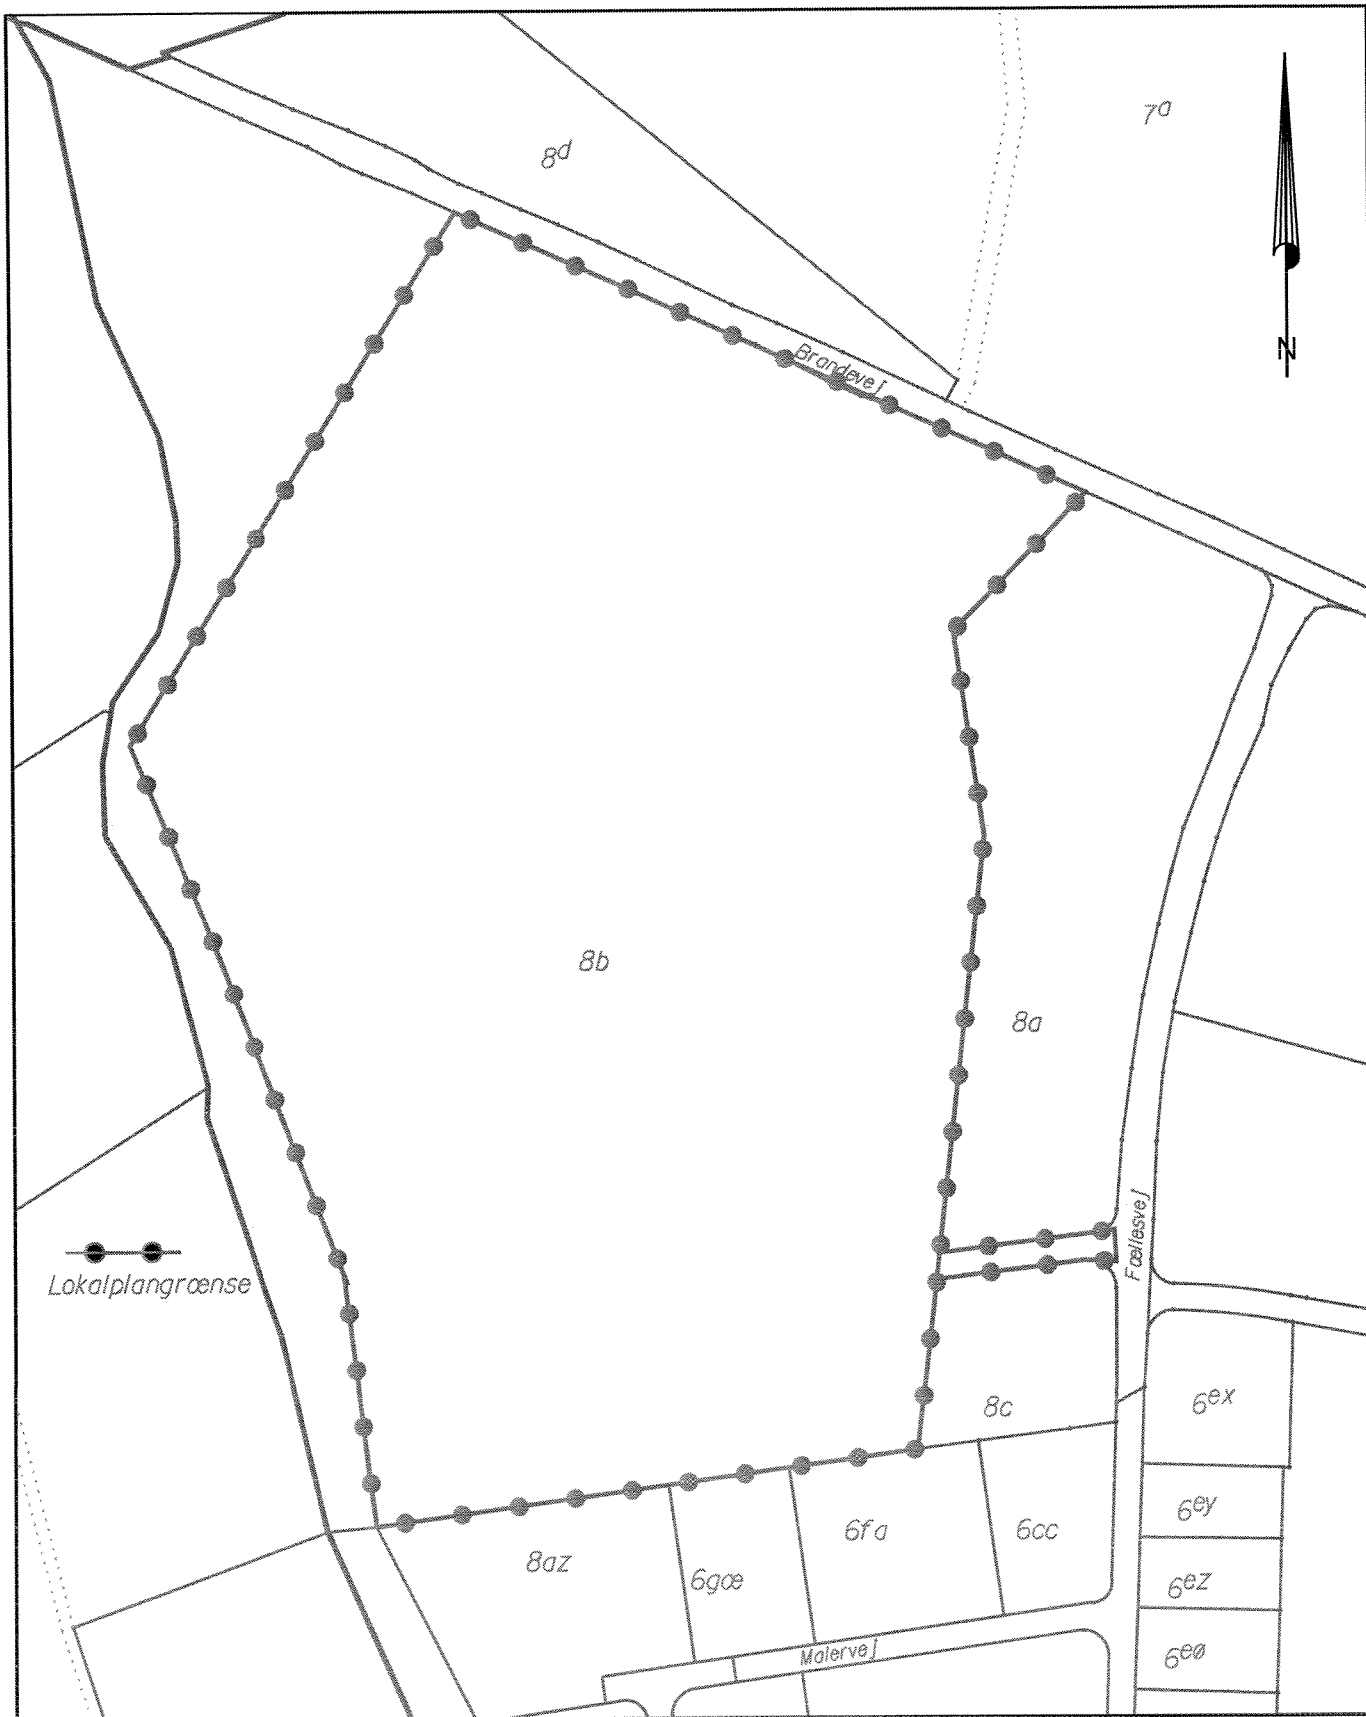 7a
8d
N
Brandevej
8b
8a
Fællesvej
Lokalplangrænse
8c
6ex
6ey
6fa
6cc
8az
6gæ
6ez
Malervej
6eø